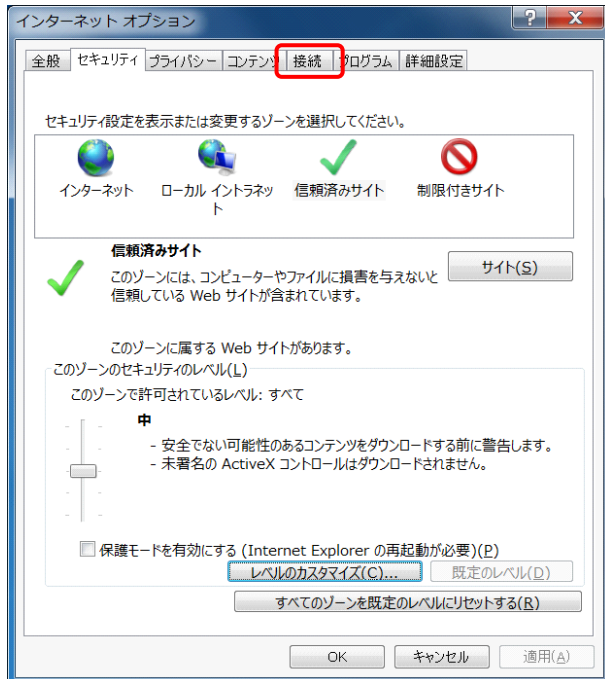 インターネット オプション
全般 セキュリティ プライバシー コンテンツ 接続 プログラム 詳細設定
セキュリティ設定を表示または変更するゾーンを選択してください。
インターネット ローカル イントラネッ 信頼済みサイト 制限付きサイト
ト
信頼済みサイト
サイト(S)
このゾーンには、コンピューターやファイルに損害を与えないと
信頼している Web サイトが含まれています。
このゾーンに属する Web サイトがあります。
このゾーンのセキュリティのレベル(L)
このゾーンで許可されているレベル: すべて
中
- 安全でない可能性のあるコンテンツをダウンロードする前に警告します。
- 未署名の ActiveX コントロールはダウンロードされません。
保護モードを有効にする (Internet Explorer の再起動が必要)(P)
レベルのカスタマイズ(C)... 既定のレベル(D)
すべてのゾーンを既定のレベルにリセットする(R)
OK キャンセル 適用(A)